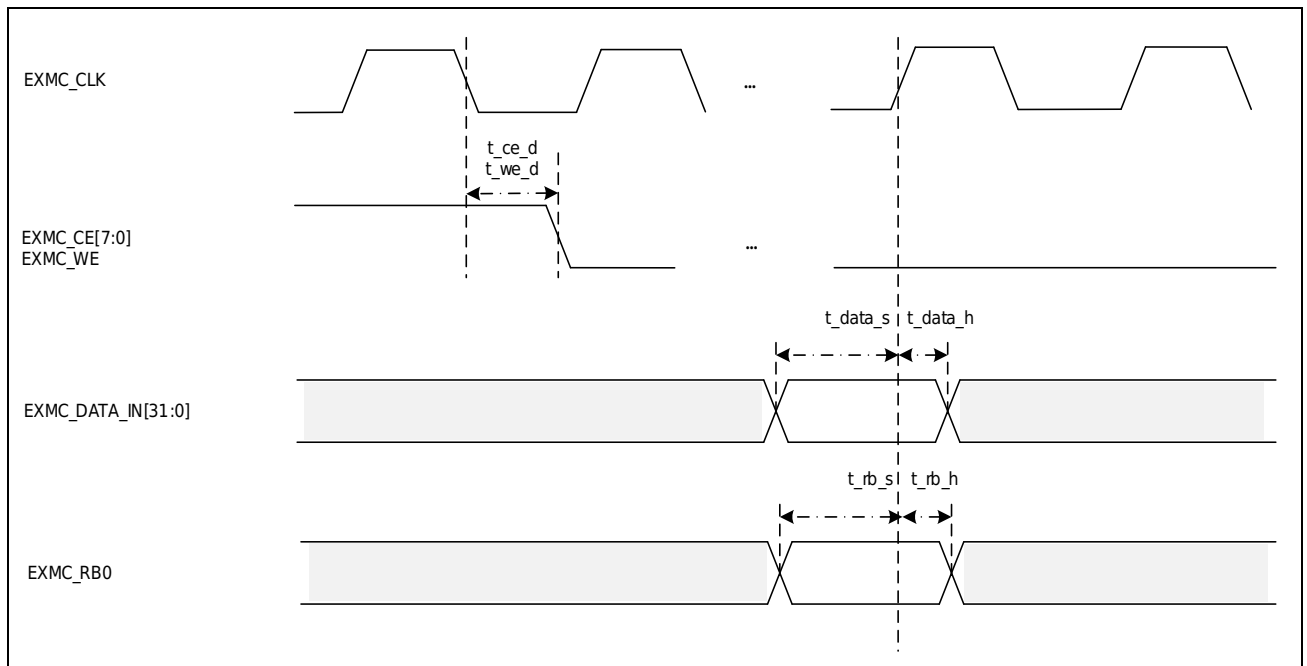 EXMC_CLK
...
t_ce_d
t_we_d
EXMC_CE[7:0]
EXMC_WE
...
t_data_s
t_data_h
EXMC_DATA_IN[31:0]
t_rb_s
t_rb_h
EXMC_RB0